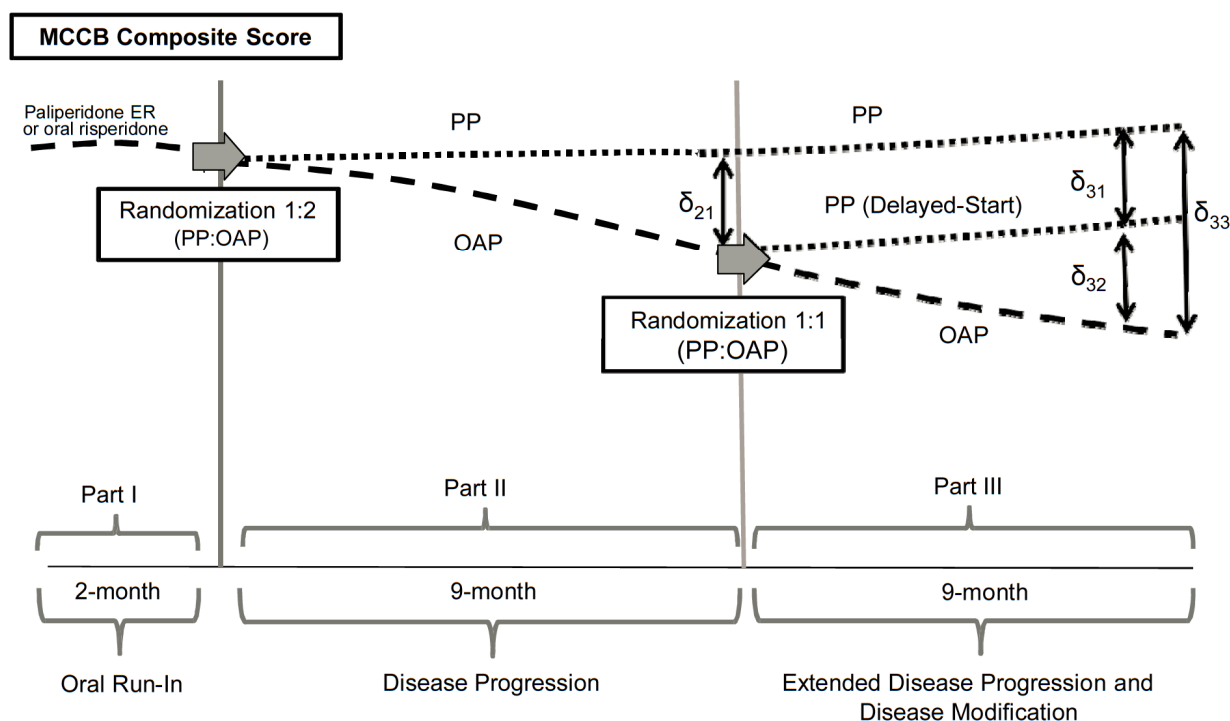 MCCB Composite Score
Paliperidone ER
or oral risperidone
PP
PP
Randomization 1:2
(PP:OAP)
OAP
δ21
PP (Delayed-Start)
δ31
δ33
δ32
Randomization 1:1
(PP:OAP)
OAP
Part I
Part II
Part III
2-month
9-month
9-month
Oral Run-In
Disease Progression
Extended Disease Progression and
Disease Modification